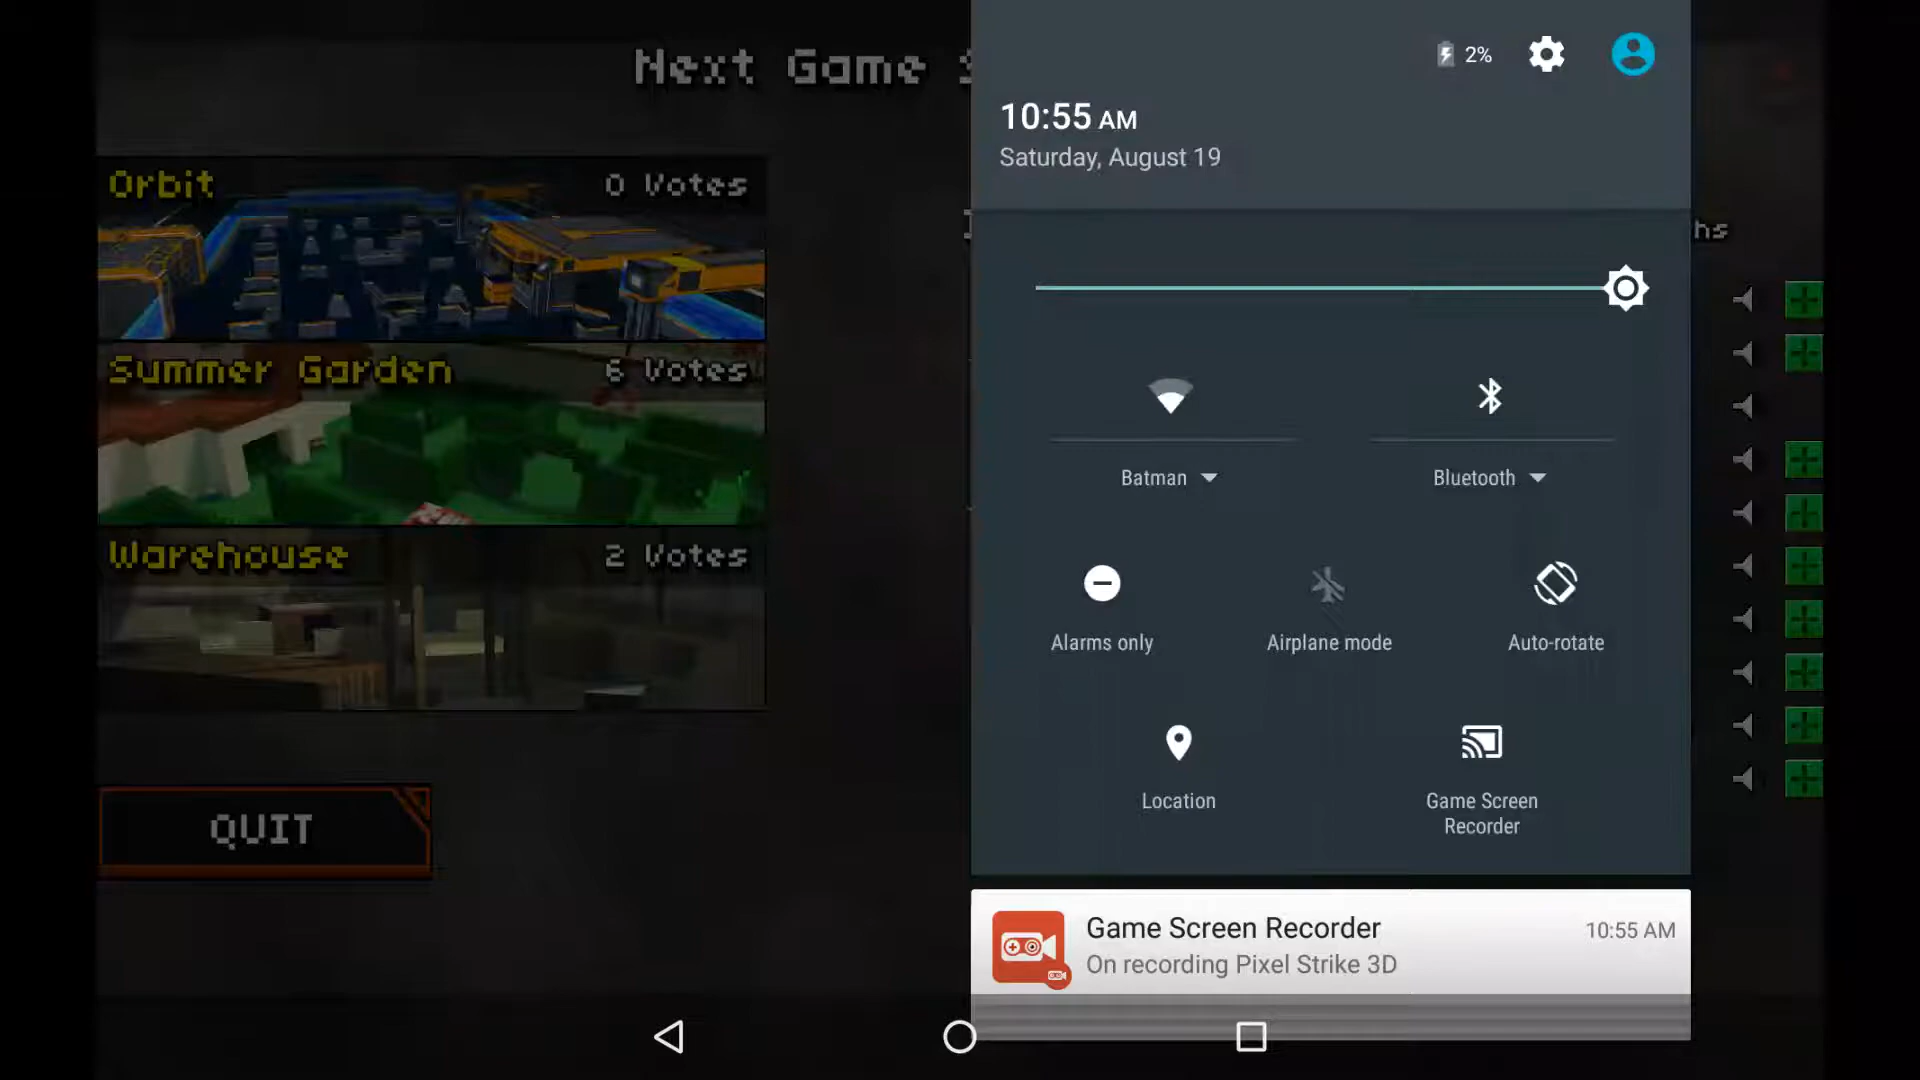 Next Game
2%
10:55 AM
Saturday, August 19
Orbit
0 Votes
Summer Garden
6 Votes
Warehouse
2 Votes
QUIT
hs
Batman
Bluetooth
Alarms only
Airplane mode
Auto-rotate
Location
Game Screen
Recorder
Game Screen Recorder
10:55 AM
On recording Pixel Strike 3D